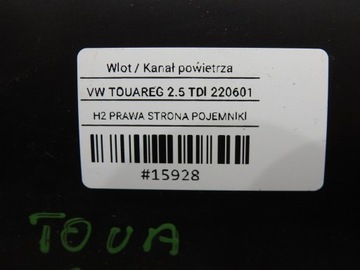 Wlot / Kanał powietrza
VW TOUAREG 2.5 TDI 220601
H2 PRAWA STRONA POJEMNIKI
#15928
TOUA